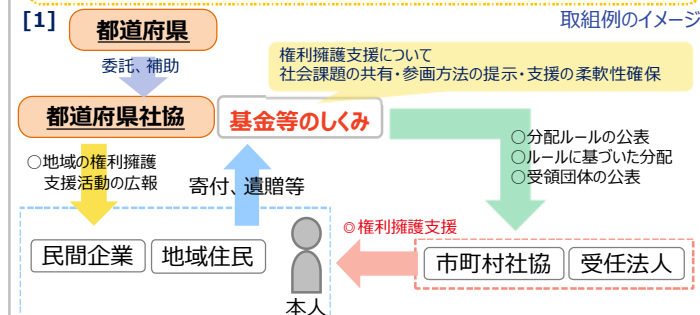 [1]
取組例のイメージ
都道府県
委託、補助
権利擁護支援について
社会課題の共有・参画方法の提示・支援の柔軟性確保
都道府県社協
基金等のしくみ
○地域の権利擁護
支援活動の広報
寄付、遺贈等
○分配ルールの公表
○ルールに基づいた分配
○受領団体の公表
◎権利擁護支援
民間企業
地域住民
本人
市町村社協
受任法人